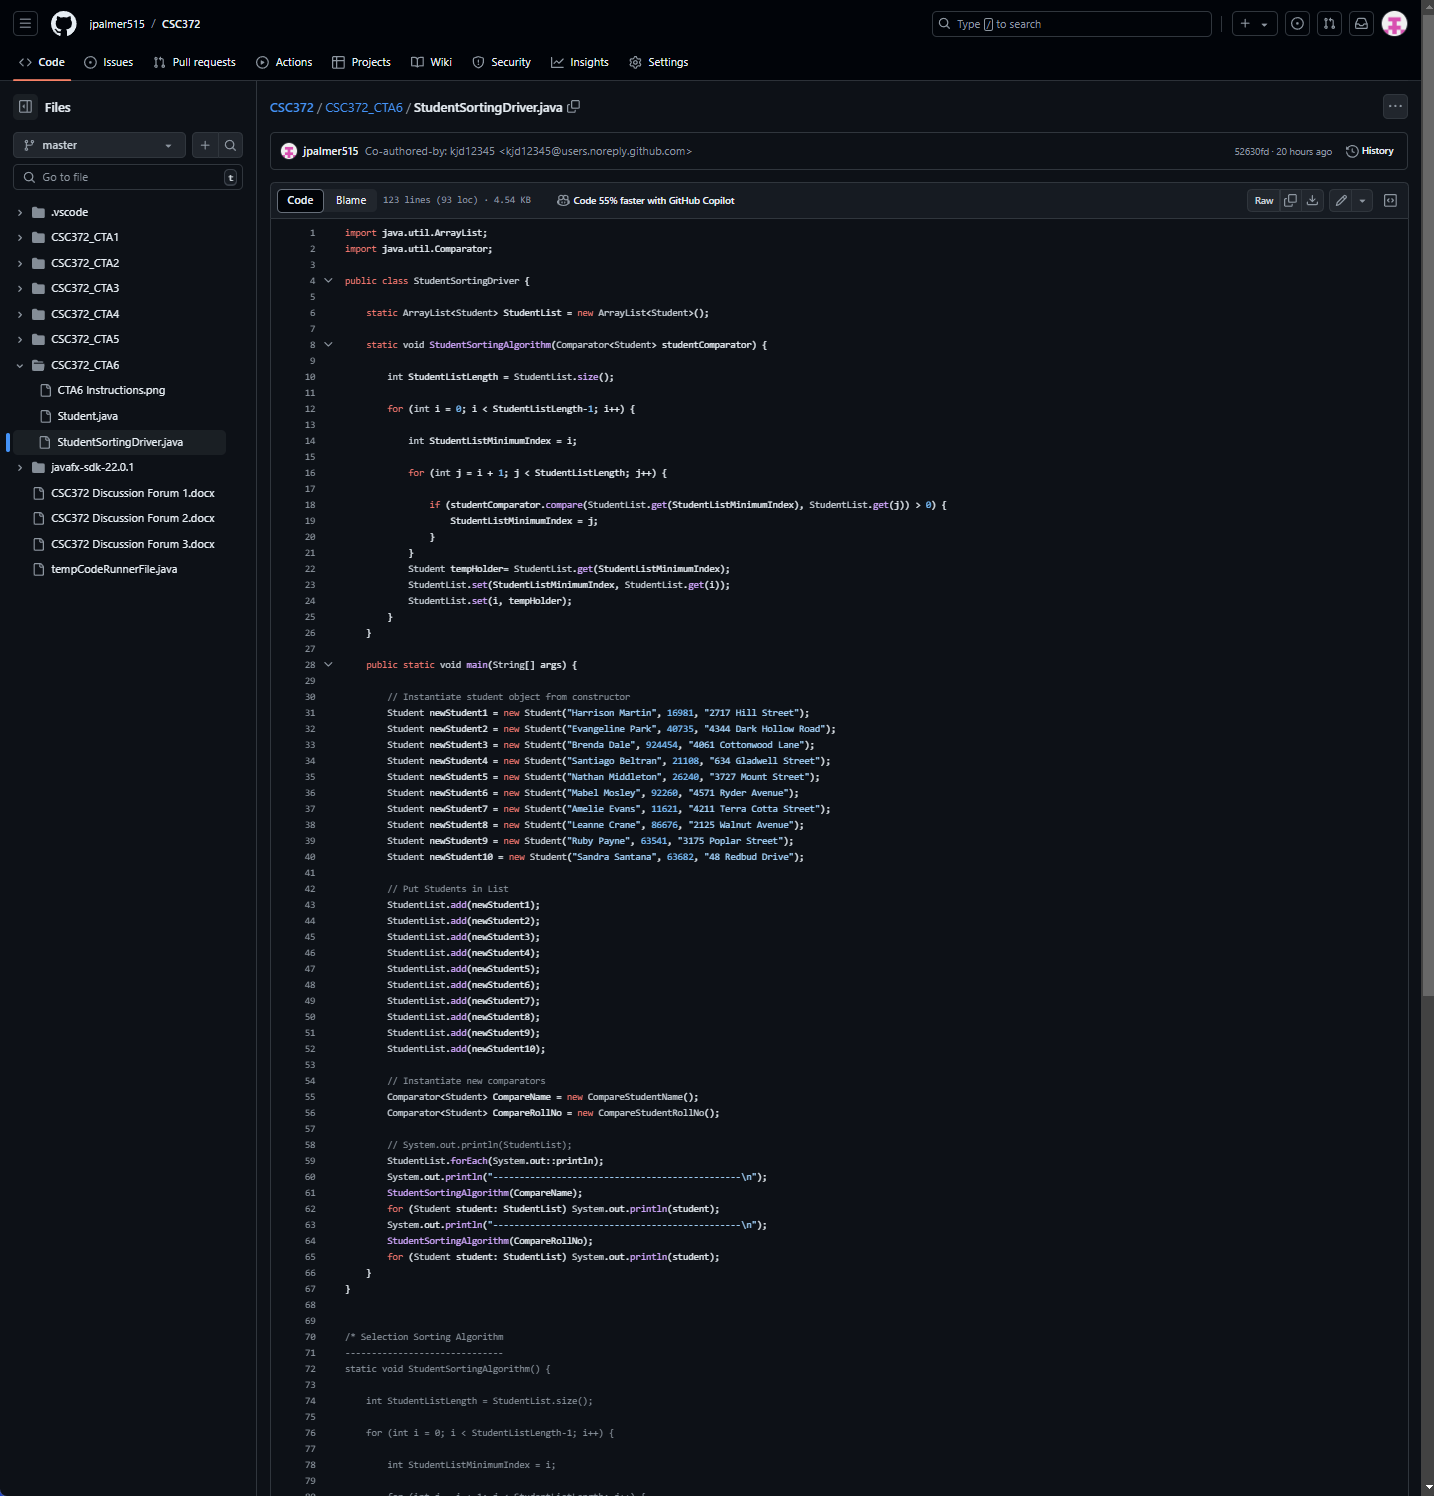 jpalmer515 / CSC372
Type / to search
Code Issues Pull requests Actions Projects Wiki Security Insights Settings
Files
master
Go to file t
.vscode
CSC372_CTA1
CSC372_CTA2
CSC372_CTA3
CSC372_CTA4
CSC372_CTA5
CSC372_CTA6
CTA6 Instructions.png
Student.java
StudentSortingDriver.java
javafx-sdk-22.0.1
CSC372 Discussion Forum 1.docx
CSC372 Discussion Forum 2.docx
CSC372 Discussion Forum 3.docx
tempCodeRunnerFile.java
CSC372 / CSC372_CTA6 / StudentSortingDriver.java
jpalmer515 Co-authored-by: kjd12345 <kjd12345@users.noreply.github.com> 52630fd · 20 hours ago History
Code Blame 123 lines (93 loc) · 4.54 KB Code 55% faster with GitHub Copilot Raw
1 import java.util.ArrayList;
2 import java.util.Comparator;
3
4 public class StudentSortingDriver {
5
6 static ArrayList<Student> StudentList = new ArrayList<Student>();
7
8 static void StudentSortingAlgorithm(Comparator<Student> studentComparator) {
9
10 int StudentListLength = StudentList.size();
11
12 for (int i = 0; i < StudentListLength-1; i++) {
13
14 int StudentListMinimumIndex = i;
15
16 for (int j = i + 1; j < StudentListLength; j++) {
17
18 if (studentComparator.compare(StudentList.get(StudentListMinimumIndex), StudentList.get(j)) > 0) {
19 StudentListMinimumIndex = j;
20 }
21 }
22 Student tempHolder= StudentList.get(StudentListMinimumIndex);
23 StudentList.set(StudentListMinimumIndex, StudentList.get(i));
24 StudentList.set(i, tempHolder);
25 }
26 }
27
28 public static void main(String[] args) {
29
30 // Instantiate student object from constructor
31 Student newStudent1 = new Student("Harrison Martin", 16981, "2717 Hill Street");
32 Student newStudent2 = new Student("Evangeline Park", 40735, "4344 Dark Hollow Road");
33 Student newStudent3 = new Student("Brenda Dale", 924454, "4061 Cottonwood Lane");
34 Student newStudent4 = new Student("Santiago Beltran", 21108, "634 Gladwell Street");
35 Student newStudent5 = new Student("Nathan Middleton", 26240, "3727 Mount Street");
36 Student newStudent6 = new Student("Mabel Mosley", 92260, "4571 Ryder Avenue");
37 Student newStudent7 = new Student("Amelie Evans", 11621, "4211 Terra Cotta Street");
38 Student newStudent8 = new Student("Leanne Crane", 86676, "2125 Walnut Avenue");
39 Student newStudent9 = new Student("Ruby Payne", 63541, "3175 Poplar Street");
40 Student newStudent10 = new Student("Sandra Santana", 63682, "48 Redbud Drive");
41
42 // Put Students in List
43 StudentList.add(newStudent1);
44 StudentList.add(newStudent2);
45 StudentList.add(newStudent3);
46 StudentList.add(newStudent4);
47 StudentList.add(newStudent5);
48 StudentList.add(newStudent6);
49 StudentList.add(newStudent7);
50 StudentList.add(newStudent8);
51 StudentList.add(newStudent9);
52 StudentList.add(newStudent10);
53
54 // Instantiate new comparators
55 Comparator<Student> CompareName = new CompareStudentName();
56 Comparator<Student> CompareRollNo = new CompareStudentRollNo();
57
58 // System.out.println(StudentList);
59 StudentList.forEach(System.out::println);
60 System.out.println("-----------------------------------------------\n");
61 StudentSortingAlgorithm(CompareName);
62 for (Student student: StudentList) System.out.println(student);
63 System.out.println("-----------------------------------------------\n");
64 StudentSortingAlgorithm(CompareRollNo);
65 for (Student student: StudentList) System.out.println(student);
66 }
67 }
68
69
70 /* Selection Sorting Algorithm
71 ------------------------------
72 static void StudentSortingAlgorithm() {
73
74 int StudentListLength = StudentList.size();
75
76 for (int i = 0; i < StudentListLength-1; i++) {
77
78 int StudentListMinimumIndex = i;
79